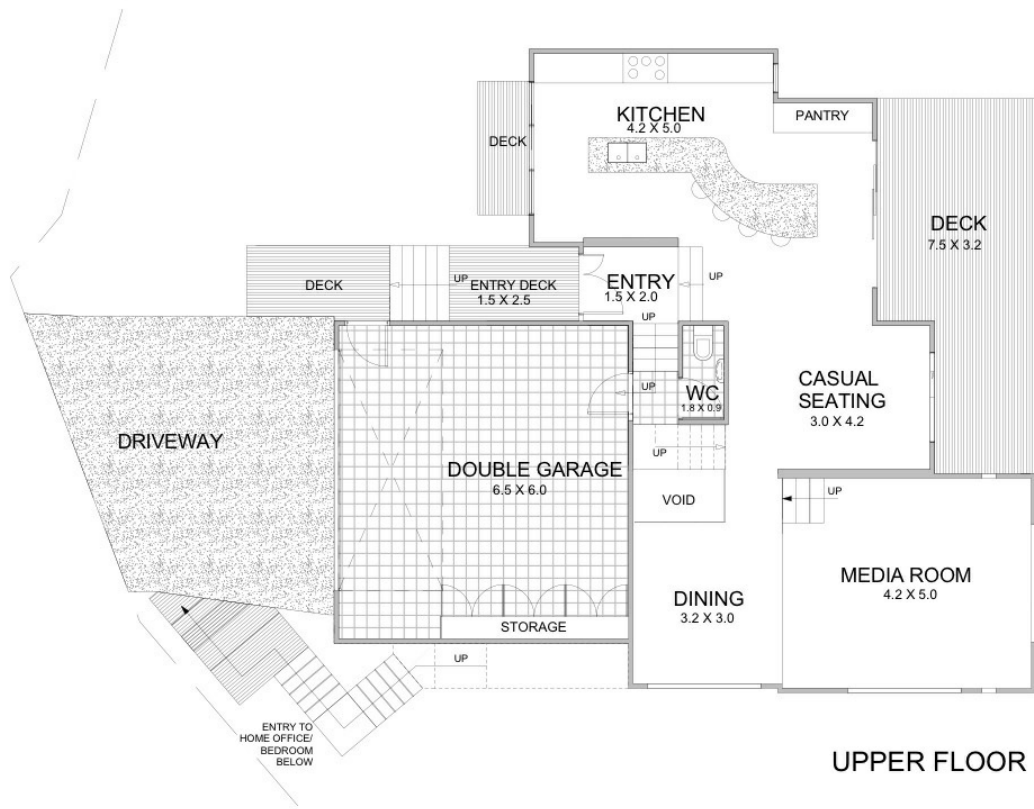 KITCHEN
4.2 X 5.0
PANTRY
DECK
DECK
7.5 X 3.2
DECK
UP
ENTRY DECK
1.5 X 2.5
ENTRY
1.5 X 2.0
UP
UP
UP
WC
1.8 X 0.9
CASUAL
SEATING
3.0 X 4.2
DRIVEWAY
DOUBLE GARAGE
6.5 X 6.0
UP
VOID
UP
MEDIA ROOM
4.2 X 5.0
DINING
3.2 X 3.0
STORAGE
UP
ENTRY TO
HOME OFFICE/
BEDROOM
BELOW
UPPER FLOOR